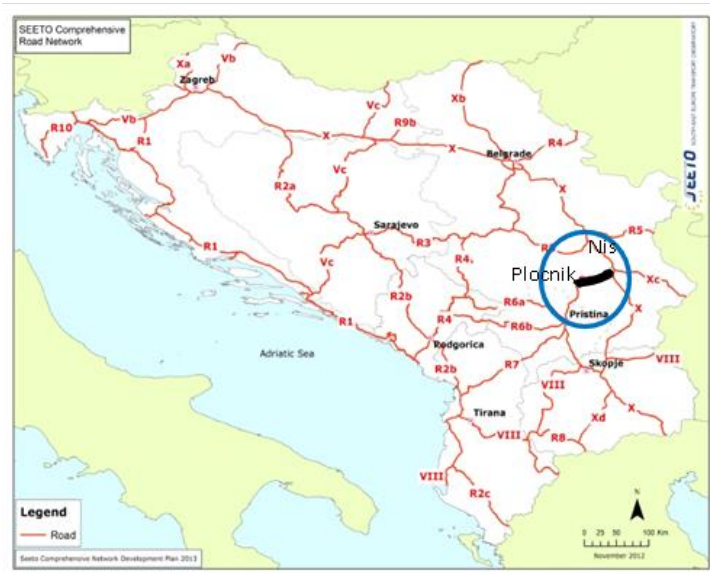 SEETO Comprehensive
Road Network
Xa
Vb
Zagreb
Vb
R10
R1
X
Vc
R9b
Xb
X
Belgrade
R4
R2a
Vc
X
Sarajevo
R3
R5
Nis
R1
Vc
R4
Plocnik
Xc
R2b
R6a
R1
R4
R6b
Pristina
X
Podgorica
Adriatic Sea
R2b
R7
Skopje
VIII
VIII
Tirana
Xd
X
VIII
R8
VIII
R2c
Legend
Road
N
0 25 50 100 Km
November 2012
Seeto Comprehensive Network Development Plan 2013
SEETO